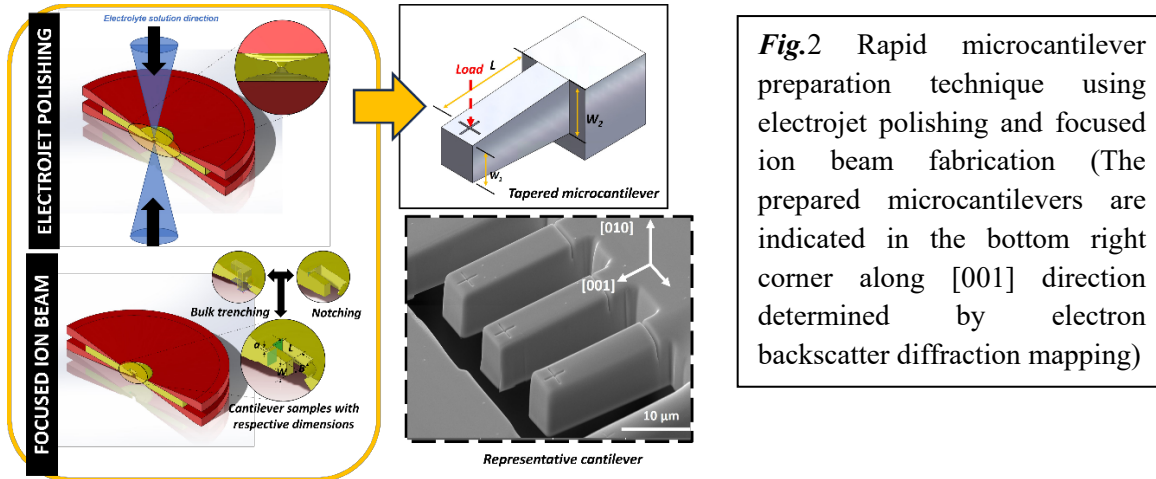 Electrolyte solution direction
ELECTROJET POLISHING
FOCUSED ION BEAM
Bulk trenching
Notching
a
L
W
B
Cantilever samples with
respective dimensions
Load
L
W₂
W₁
Tapered microcantilever
[010]
[001]
10 µm
Representative cantilever
Fig.2 Rapid microcantilever
preparation technique using
electrojet polishing and focused
ion beam fabrication (The
prepared microcantilevers are
indicated in the bottom right
corner along [001] direction
determined by electron
backscatter diffraction mapping)